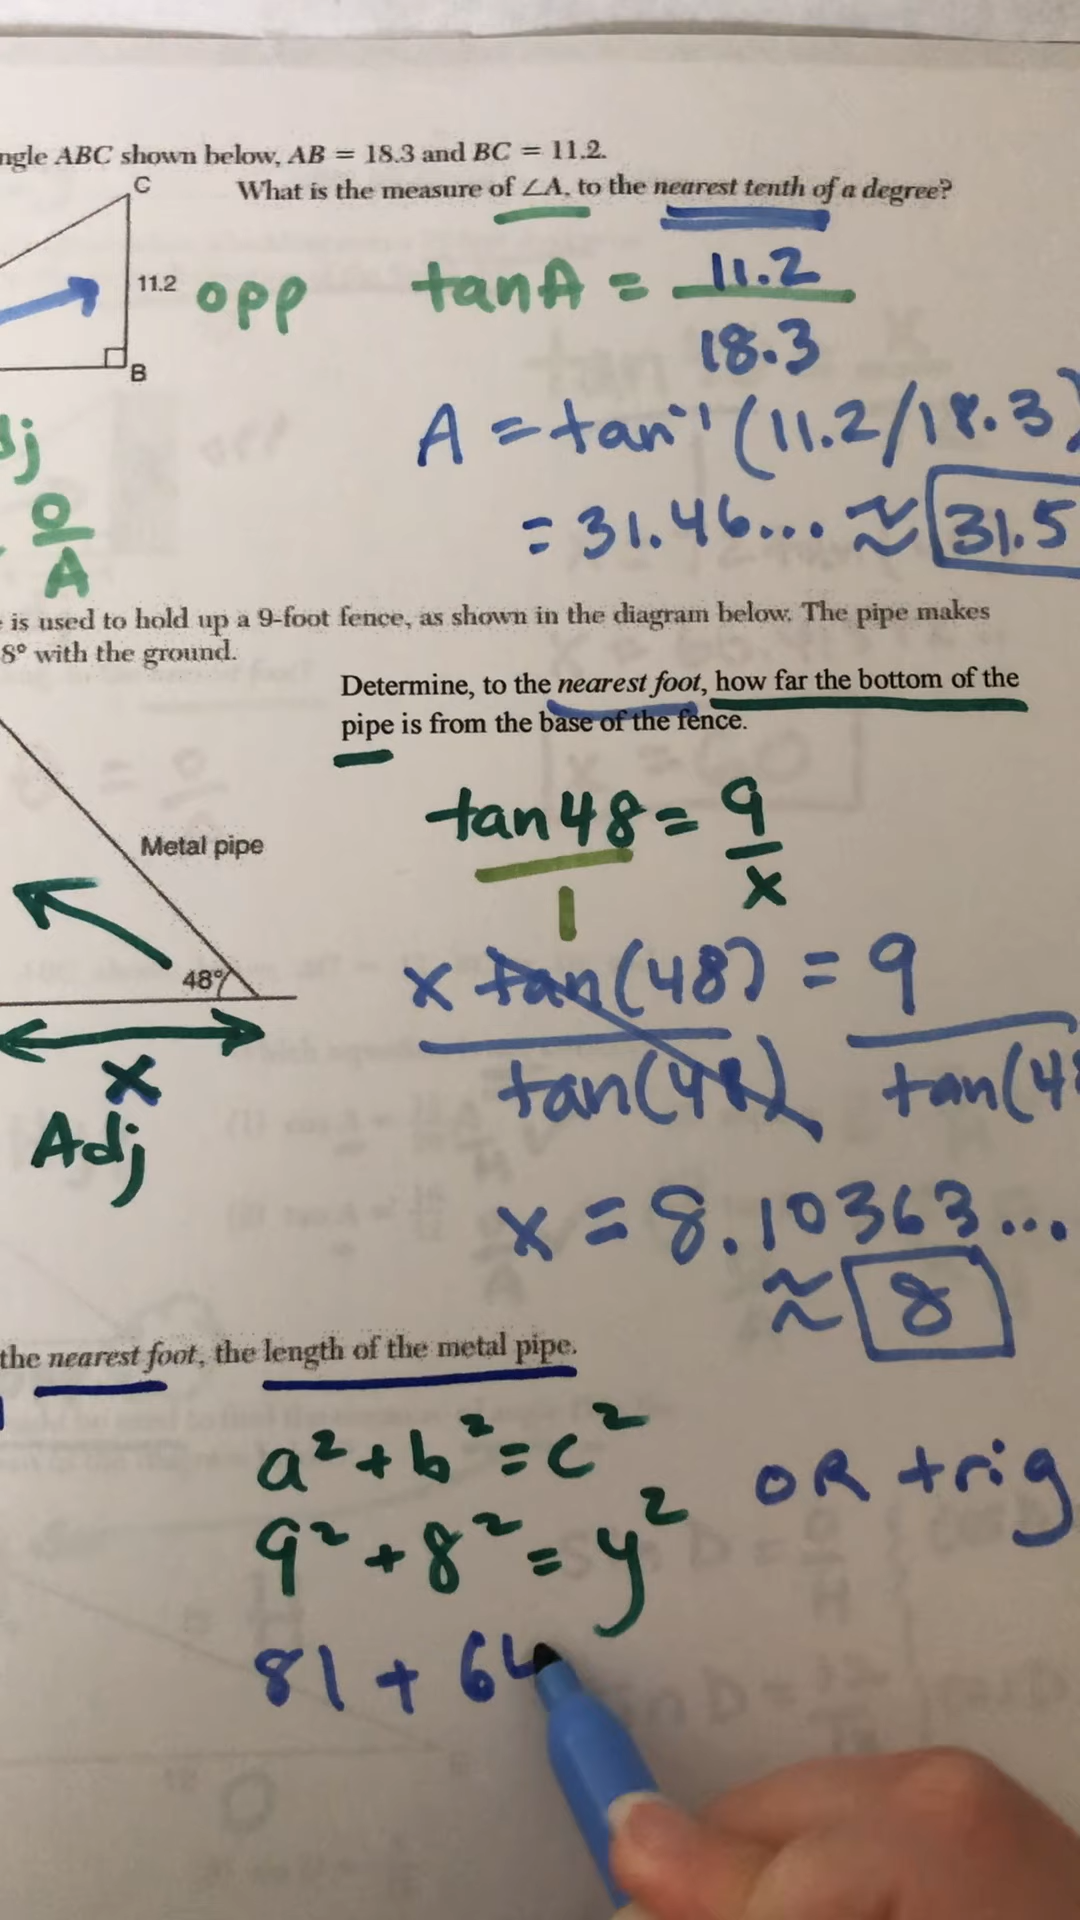 ngle ABC shown below, AB = 18.3 and BC = 11.2.
What is the measure of ∠A, to the nearest tenth of a degree?
C
11.2
B
opp
tanA = 11.2
18.3
A = tan⁻¹(11.2/18.3)
= 31.46... ≈ 31.5
dj
O
A
is used to hold up a 9-foot fence, as shown in the diagram below. The pipe makes
8° with the ground.
Determine, to the nearest foot, how far the bottom of the
pipe is from the base of the fence.
Metal pipe
48°
x
Adj
tan48 = 9
1 x
x tan(48) = 9
tan(48) tan(48
x = 8.10363...
≈ 8
the nearest foot, the length of the metal pipe.
a² + b² = c²
OR trig
9² + 8² = y²
81 + 64